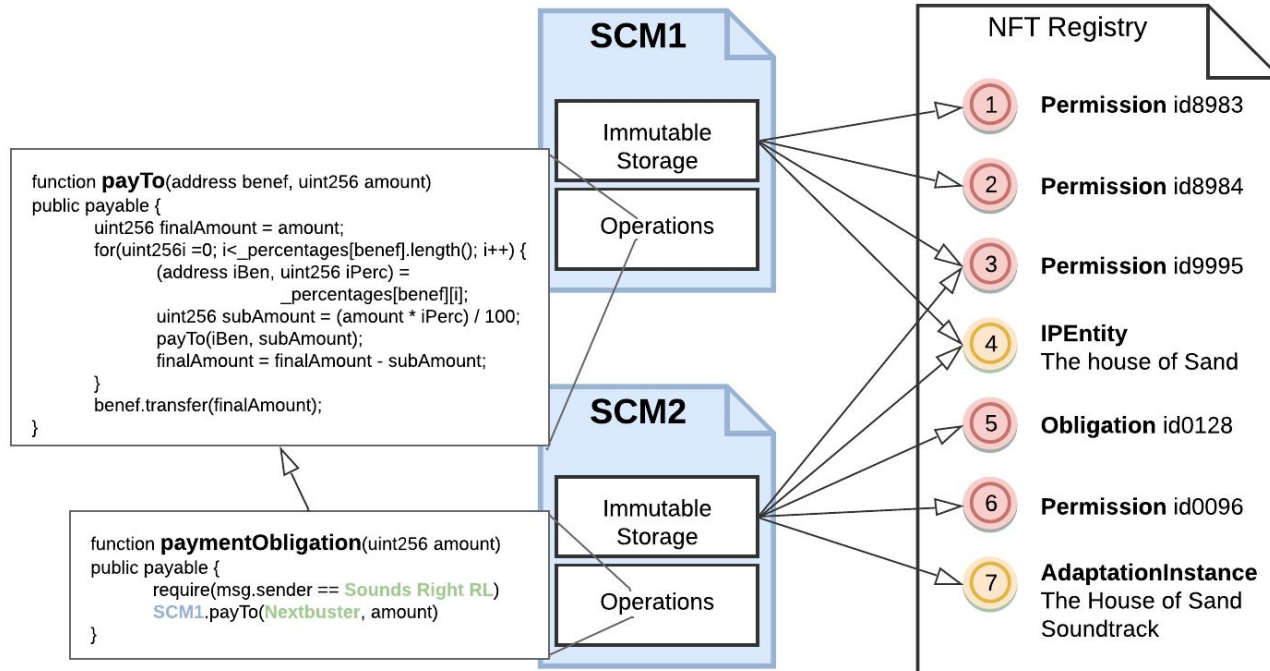 SCM1
Immutable
Storage
Operations
function payTo(address benef, uint256 amount)
public payable {
uint256 finalAmount = amount;
for(uint256i =0; i<_percentages[benef].length(); i++) {
(address iBen, uint256 iPerc) =
_percentages[benef][i];
uint256 subAmount = (amount * iPerc) / 100;
payTo(iBen, subAmount);
finalAmount = finalAmount - subAmount;
}
benef.transfer(finalAmount);
}
SCM2
Immutable
Storage
Operations
function paymentObligation(uint256 amount)
public payable {
require(msg.sender == Sounds Right RL)
SCM1.payTo(Nextbuster, amount)
}
NFT Registry
1 Permission id8983
2 Permission id8984
3 Permission id9995
4 IPEntity
The house of Sand
5 Obligation id0128
6 Permission id0096
7 AdaptationInstance
The House of Sand
Soundtrack